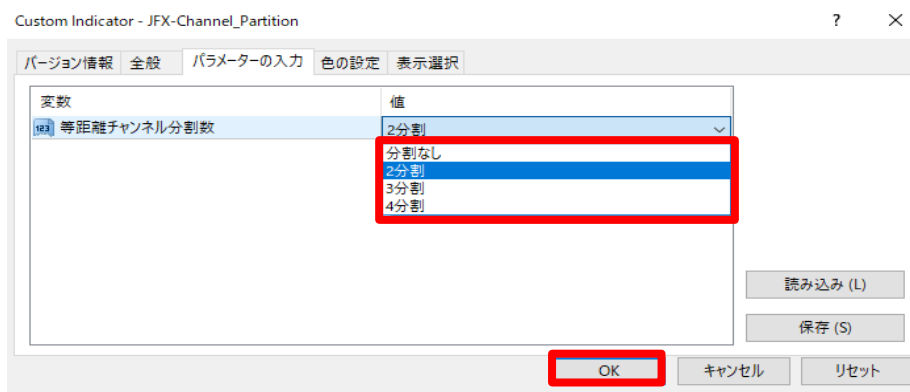 Custom Indicator - JFX-Channel_Partition
バージョン情報 全般 パラメーターの入力 色の設定 表示選択
変数 値
123 等距離チャンネル分割数 2分割
分割なし
2分割
3分割
4分割
読み込み (L)
保存 (S)
OK キャンセル リセット